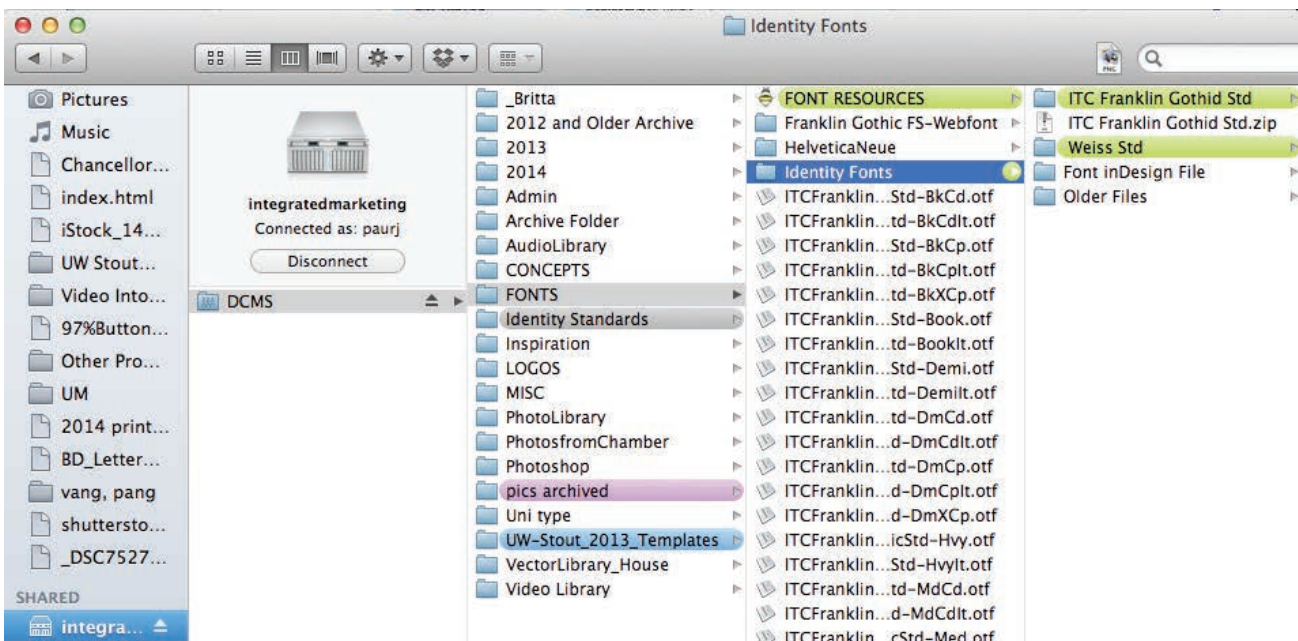 Identity Fonts
PNG
Pictures
Music
Chancellor...
index.html
iStock_14...
UW Stout...
Video Into...
97%Button...
Other Pro...
UM
2014 print...
BD_Letter...
vang, pang
shuttersto...
_DSC7527...
SHARED
integra...
integratedmarketing
Connected as: paurj
Disconnect
DCMS
_Britta
2012 and Older Archive
2013
2014
Admin
Archive Folder
AudioLibrary
CONCEPTS
FONTS
Identity Standards
Inspiration
LOGOS
MISC
PhotoLibrary
PhotosfromChamber
Photoshop
pics archived
Uni type
UW-Stout_2013_Templates
VectorLibrary_House
Video Library
FONT RESOURCES
Franklin Gothic FS-Webfont
HelveticaNeue
Identity Fonts
ITCFranklin...Std-BkCd.otf
ITCFranklin...td-BkCdIt.otf
ITCFranklin...Std-BkCp.otf
ITCFranklin...td-BkCpIt.otf
ITCFranklin...td-BkXCp.otf
ITCFranklin...Std-Book.otf
ITCFranklin...td-BookIt.otf
ITCFranklin...Std-Demi.otf
ITCFranklin...td-DemiIt.otf
ITCFranklin...td-DmCd.otf
ITCFranklin...d-DmCdIt.otf
ITCFranklin...td-DmCp.otf
ITCFranklin...d-DmCpIt.otf
ITCFranklin...d-DmXCp.otf
ITCFranklin...icStd-Hvy.otf
ITCFranklin...Std-HvyIt.otf
ITCFranklin...td-MdCd.otf
ITCFranklin...d-MdCdIt.otf
ITCFranklin...cStd-Med.otf
ITC Franklin Gothid Std
ITC Franklin Gothid Std.zip
Weiss Std
Font inDesign File
Older Files